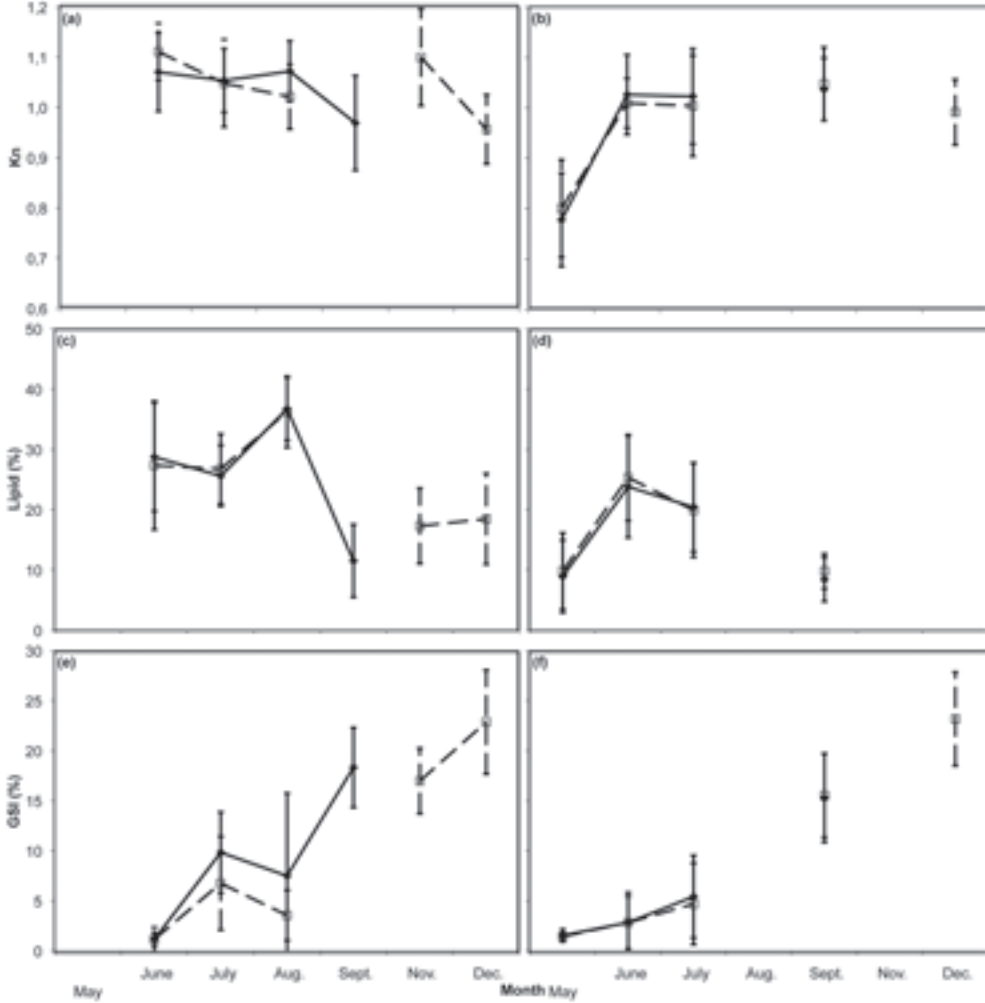 (a)
(b)
1,2
1,1
1,0
0,9
0,8
0,7
0,6
Kn
(c)
(d)
50
40
30
20
10
0
Lipid (%)
(e)
(f)
30
25
20
15
10
5
0
GSI (%)
June July Aug. Sept. Nov. Dec. June July Aug. Sept. Nov. Dec.
May Month May